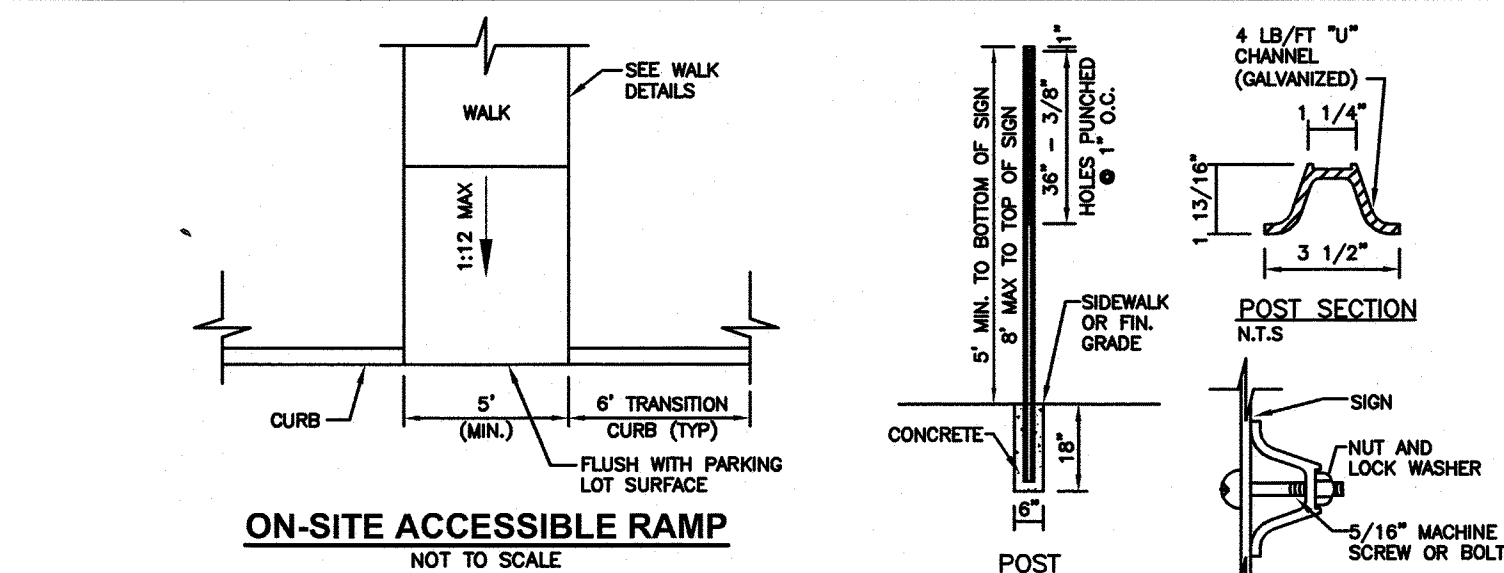 SEE WALK
DETAILS
WALK
1:12 MAX
CURB
5'
(MIN.)
6' TRANSITION
CURB (TYP)
FLUSH WITH PARKING
LOT SURFACE
ON-SITE ACCESSIBLE RAMP
NOT TO SCALE
5' MIN. TO BOTTOM OF SIGN
8' MAX TO TOP OF SIGN
1"
36" - 3/8"
HOLES PUNCHED
@ 1" O.C.
SIDEWALK
OR FIN.
GRADE
CONCRETE
18"
6"
POST
4 LB/FT "U"
CHANNEL
(GALVANIZED)
1 1/4"
1 13/16"
3 1/2"
POST SECTION
N.T.S
SIGN
NUT AND
LOCK WASHER
5/16" MACHINE
SCREW OR BOLT